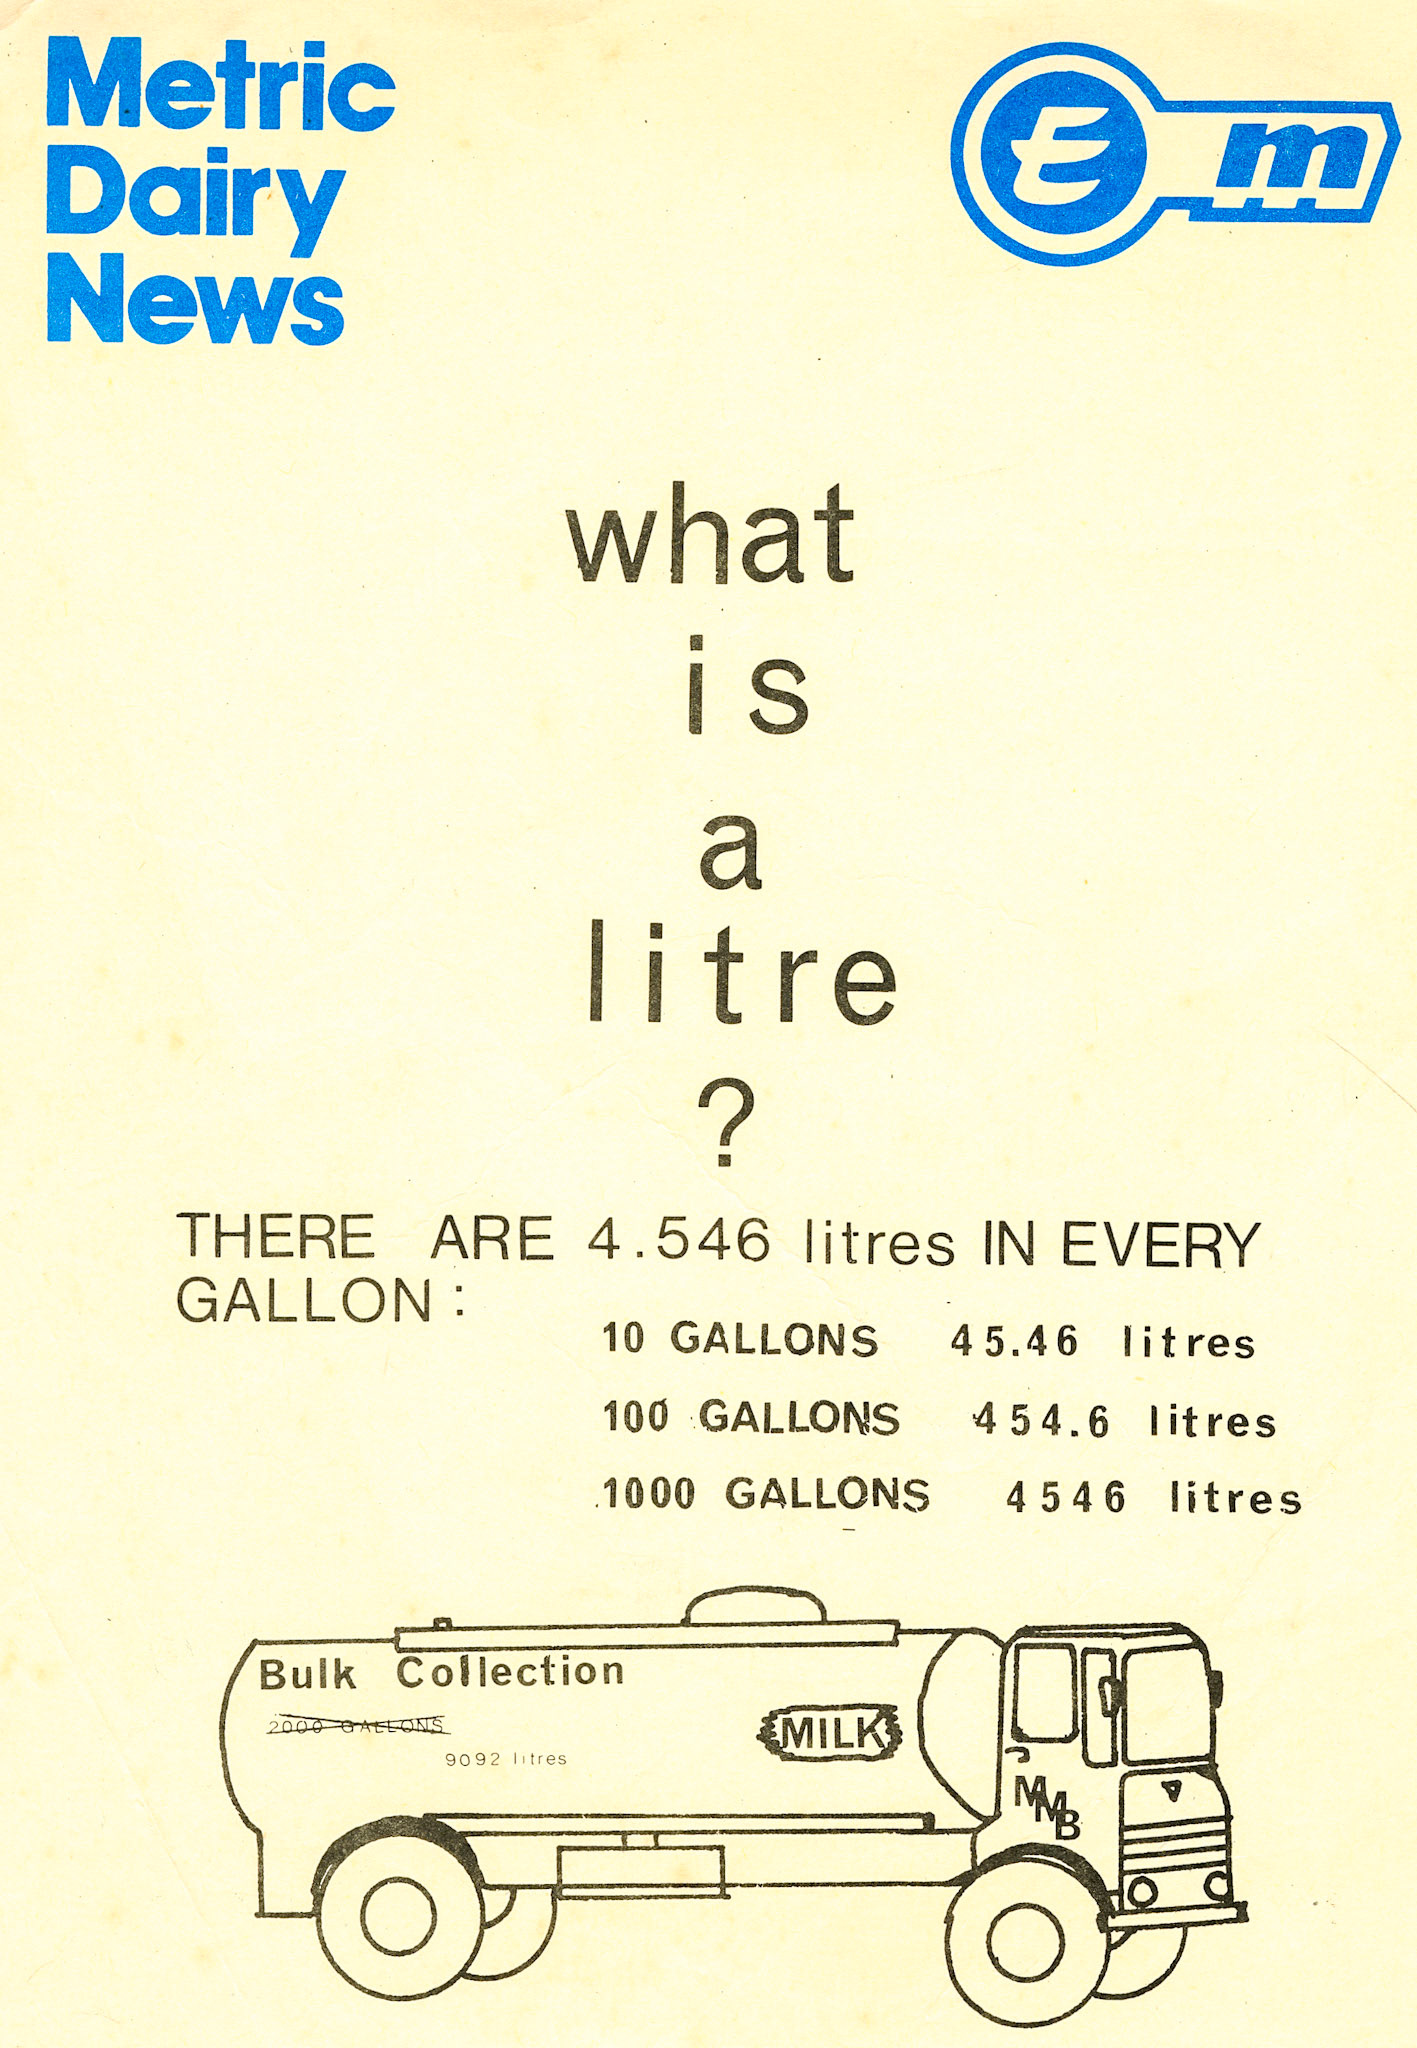 Metric
Dairy
News
Em
what
is
a
litre
?
THERE ARE 4.546 litres IN EVERY
GALLON:
10 GALLONS 45.46 litres
100 GALLONS 454.6 litres
1000 GALLONS 4546 litres
Bulk Collection
2000 GALLONS
9092 litres
MILK
MMB